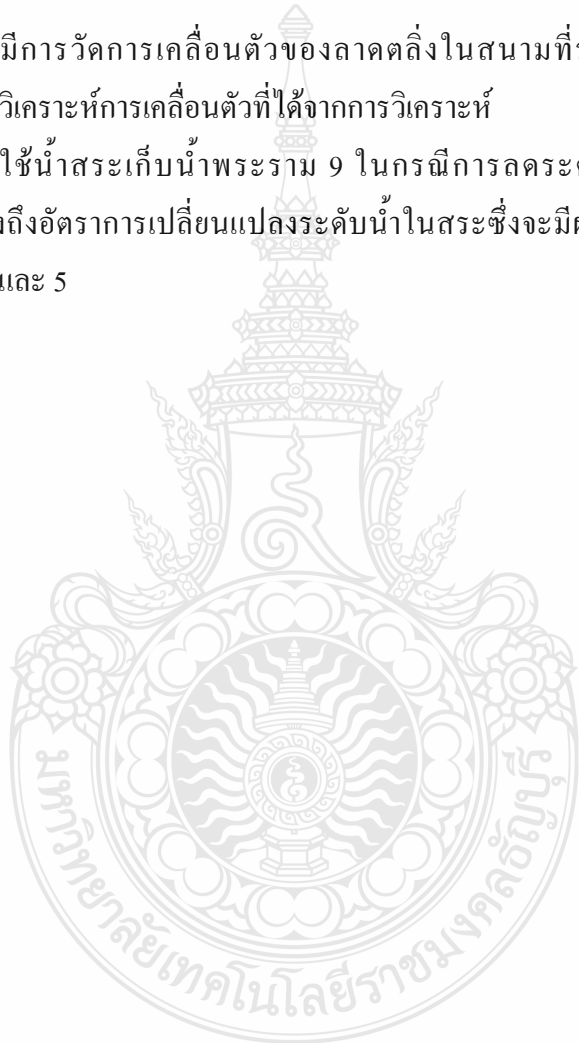 มีการวัดการเคลื่อนตัวของลาดตลิ่งในสนามที่
วิเคราะห์การเคลื่อนตัวที่ได้จากการวิเคราะห์
ใช้น้ำสระเก็บน้ำพระราม 9 ในกรณีการลดระ
ถึงอัตราการเปลี่ยนแปลงระดับน้ำในสระซึ่งจะมี
และ 5
มหาวิทยาลัยเทคโนโลยีราชมงคลธัญบุรี